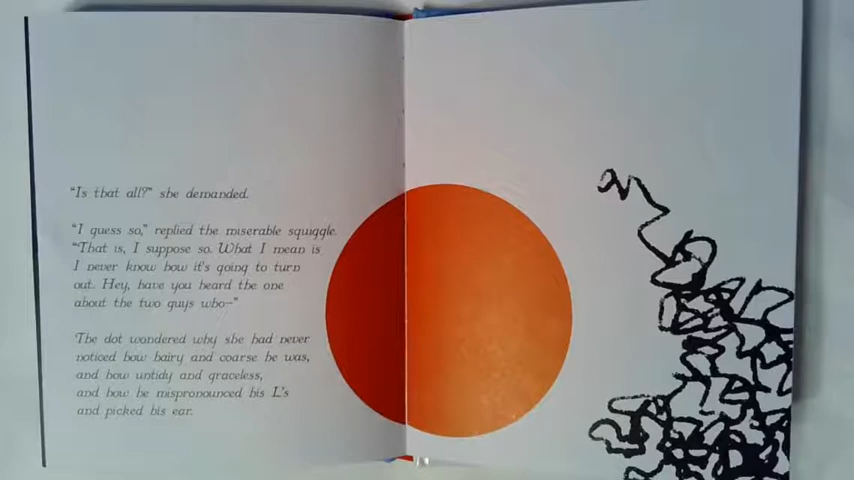 "Is that all?" she demanded.
"I guess so," replied the miserable squiggle.
"That is, I suppose so. What I mean is
I never know how it's going to turn
out. Hey, have you heard the one
about the two guys who—"
The dot wondered why she had never
noticed how hairy and coarse he was,
and how untidy and graceless,
and how he mispronounced his L's
and picked his ear.